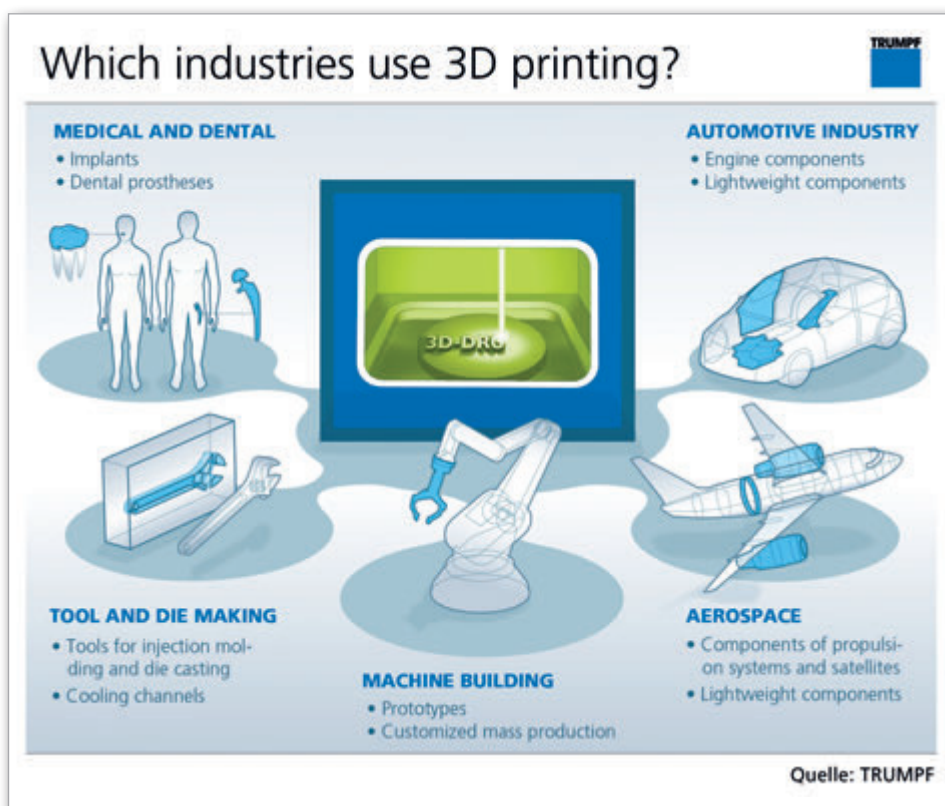 Which industries use 3D printing?
TRUMPF
MEDICAL AND DENTAL
• Implants
• Dental prostheses
AUTOMOTIVE INDUSTRY
• Engine components
• Lightweight components
3D-DRU
TOOL AND DIE MAKING
• Tools for injection mol-
ding and die casting
• Cooling channels
MACHINE BUILDING
• Prototypes
• Customized mass production
AEROSPACE
• Components of propulsi-
on systems and satellites
• Lightweight components
Quelle: TRUMPF